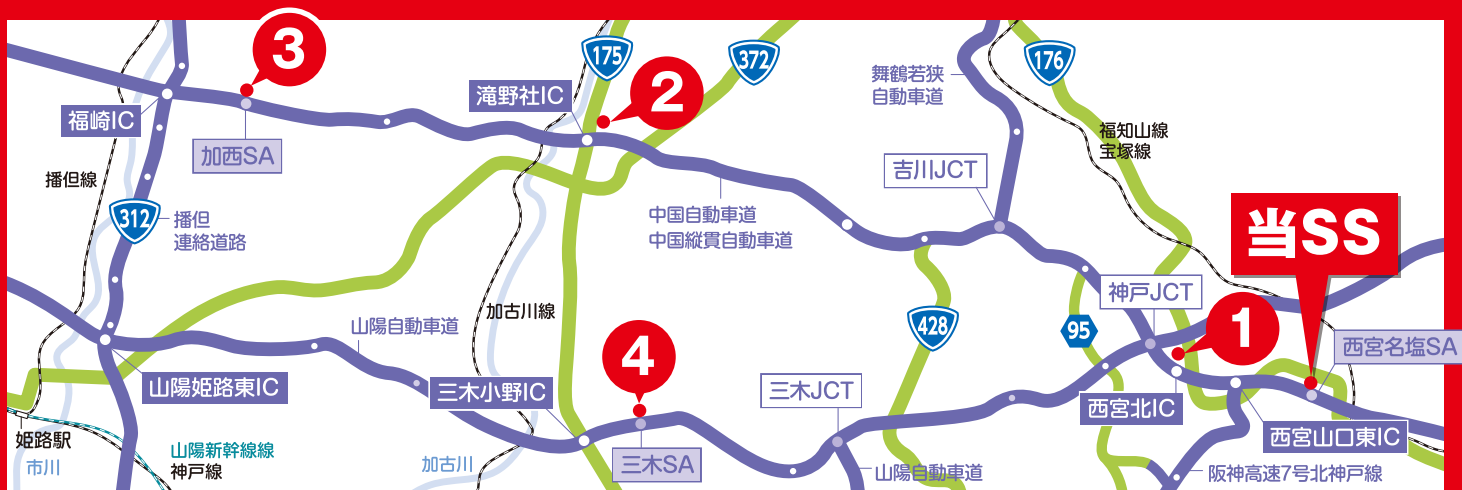 3
175
372
176
滝野社IC
2
舞鶴若狭
自動車道
福崎IC
加西SA
福知山線
宝塚線
播但線
吉川JCT
312
播但
連絡道路
中国自動車道
中国縦貫自動車道
当SS
神戸JCT
加古川線
山陽自動車道
428
95
1
4
西宮名塩SA
山陽姫路東IC
三木小野IC
三木JCT
西宮北IC
姫路駅
市川
山陽新幹線線
神戸線
加古川
三木SA
山陽自動車道
西宮山口東IC
阪神高速7号北神戸線